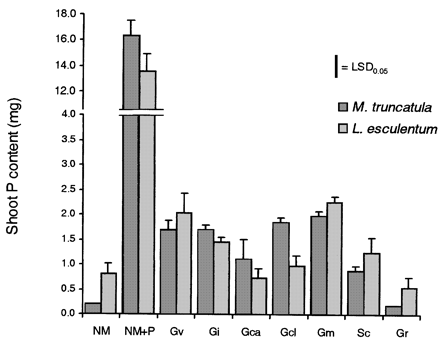 18.0
16.0
14.0
12.0
4.0
3.5
3.0
2.5
2.0
1.5
1.0
0.5
0.0
Shoot P content (mg)
= LSD0.05
M. truncatula
L. esculentum
NM NM+P Gv Gi Gca Gcl Gm Sc Gr